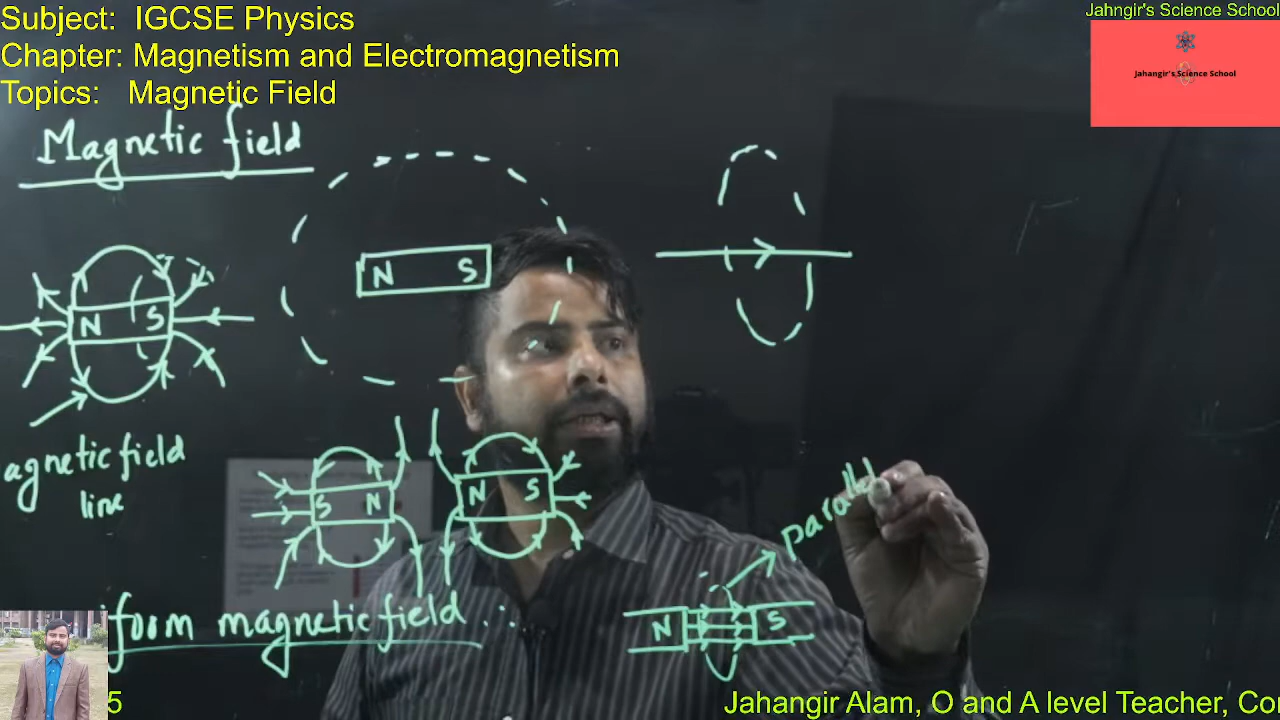 Subject: IGCSE Physics
Chapter: Magnetism and Electromagnetism
Topics: Magnetic Field
Jahngir's Science School
Jahangir's Science School
Magnetic field
N S
N S
agnetic field
line
S N
N S
parallel
form magnetic field :
N S
5
Jahangir Alam, O and A level Teacher, Co